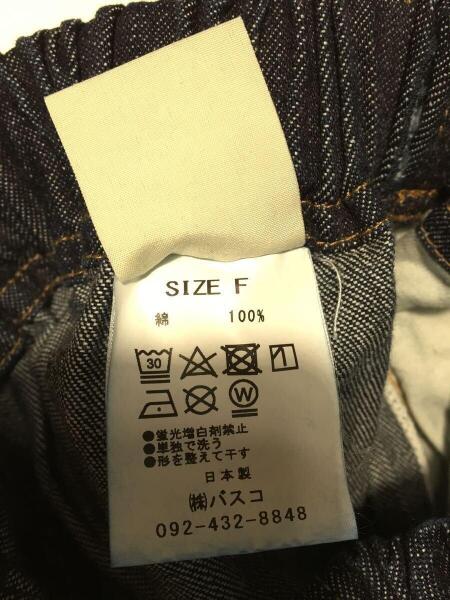 SIZE F
綿 100%
30
W
●蛍光増白剤禁止
●単独で洗う
●形を整えて干す
日本製
㈱パスコ
092-432-8848